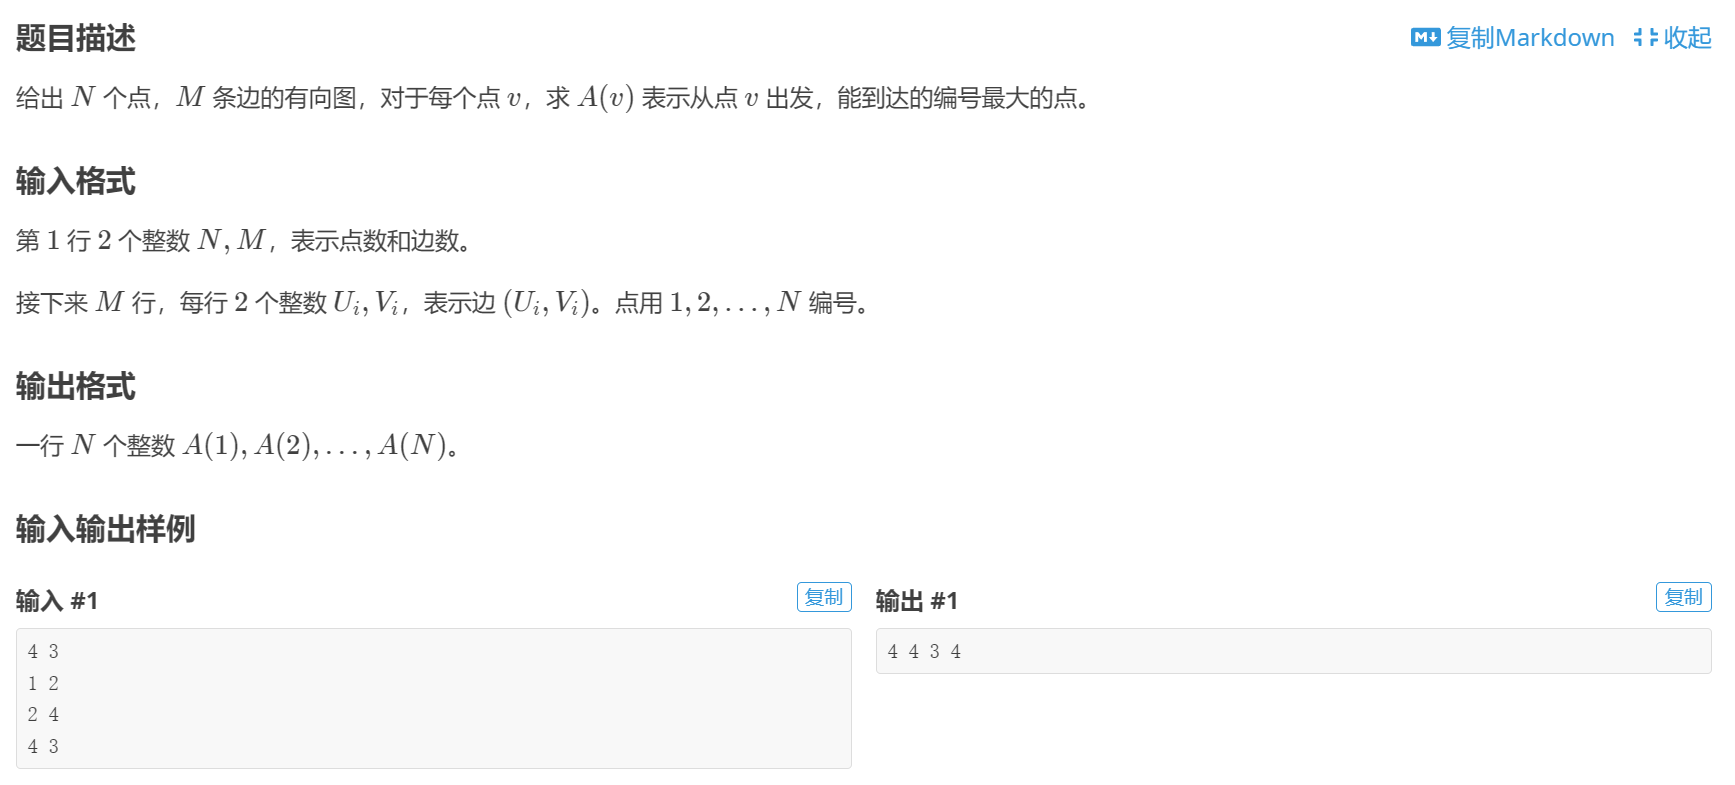 题目描述
复制Markdown 收起
给出 N 个点，M 条边的有向图，对于每个点 v，求 A(v) 表示从点 v 出发，能到达的编号最大的点。
输入格式
第 1 行 2 个整数 N, M，表示点数和边数。
接下来 M 行，每行 2 个整数 U_i, V_i，表示边 (U_i, V_i)。点用 1, 2, ..., N 编号。
输出格式
一行 N 个整数 A(1), A(2), ..., A(N)。
输入输出样例
输入 #1
复制
4 3
1 2
2 4
4 3
输出 #1
复制
4 4 3 4